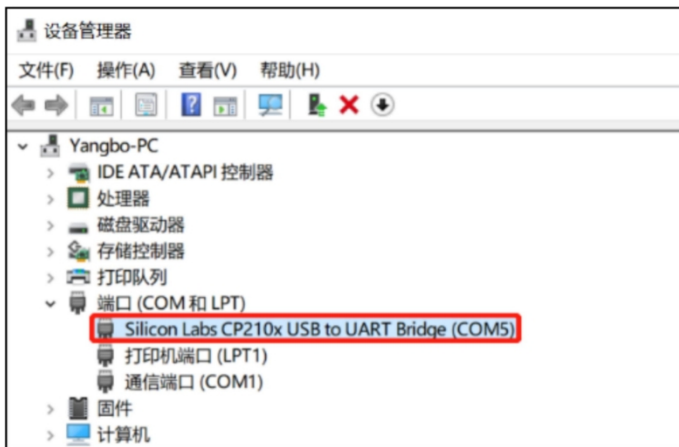 设备管理器
文件(F) 操作(A) 查看(V) 帮助(H)
Yangbo-PC
IDE ATA/ATAPI 控制器
处理器
磁盘驱动器
存储控制器
打印队列
端口 (COM 和 LPT)
Silicon Labs CP210x USB to UART Bridge (COM5)
打印机端口 (LPT1)
通信端口 (COM1)
固件
计算机